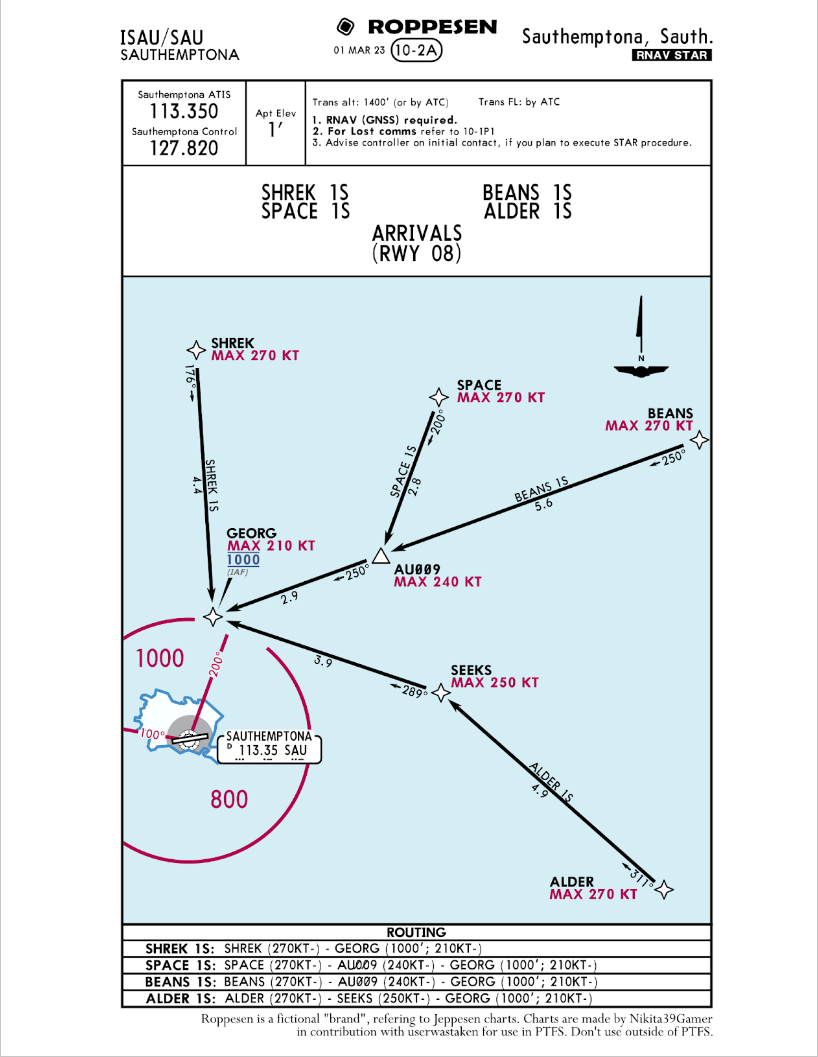 ISAU/SAU
SAUTHEMPTONA
ROPPESEN
01 MAR 23 10-2A
Sauthemptona, Sauth.
RNAV STAR
Sauthemptona ATIS
113.350
Sauthemptona Control
127.820
Apt Elev
1'
Trans alt: 1400' (or by ATC) Trans FL: by ATC
1. RNAV (GNSS) required.
2. For Lost comms refer to 10-1P1
3. Advise controller on initial contact, if you plan to execute STAR procedure.
SHREK 1S BEANS 1S
SPACE 1S ALDER 1S
ARRIVALS
(RWY 08)
N
SHREK
MAX 270 KT
176°
SPACE
MAX 270 KT
200°
BEANS
MAX 270 KT
250°
SHREK 1S
4.4
SPACE 1S
2.8
BEANS 1S
5.6
GEORG
MAX 210 KT
1000
(IAF)
AU009
MAX 240 KT
250°
2.9
1000
200°
3.9
SEEKS
MAX 250 KT
289°
100°
SAUTHEMPTONA
D 113.35 SAU
800
ALDER 1S
4.9
ALDER
MAX 270 KT
311°
ROUTING
SHREK 1S: SHREK (270KT-) - GEORG (1000'; 210KT-)
SPACE 1S: SPACE (270KT-) - AU009 (240KT-) - GEORG (1000'; 210KT-)
BEANS 1S: BEANS (270KT-) - AU009 (240KT-) - GEORG (1000'; 210KT-)
ALDER 1S: ALDER (270KT-) - SEEKS (250KT-) - GEORG (1000'; 210KT-)
Roppesen is a fictional "brand", refering to Jeppesen charts. Charts are made by Nikita39Gamer
in contribution with userwastaken for use in PTFS. Don't use outside of PTFS.